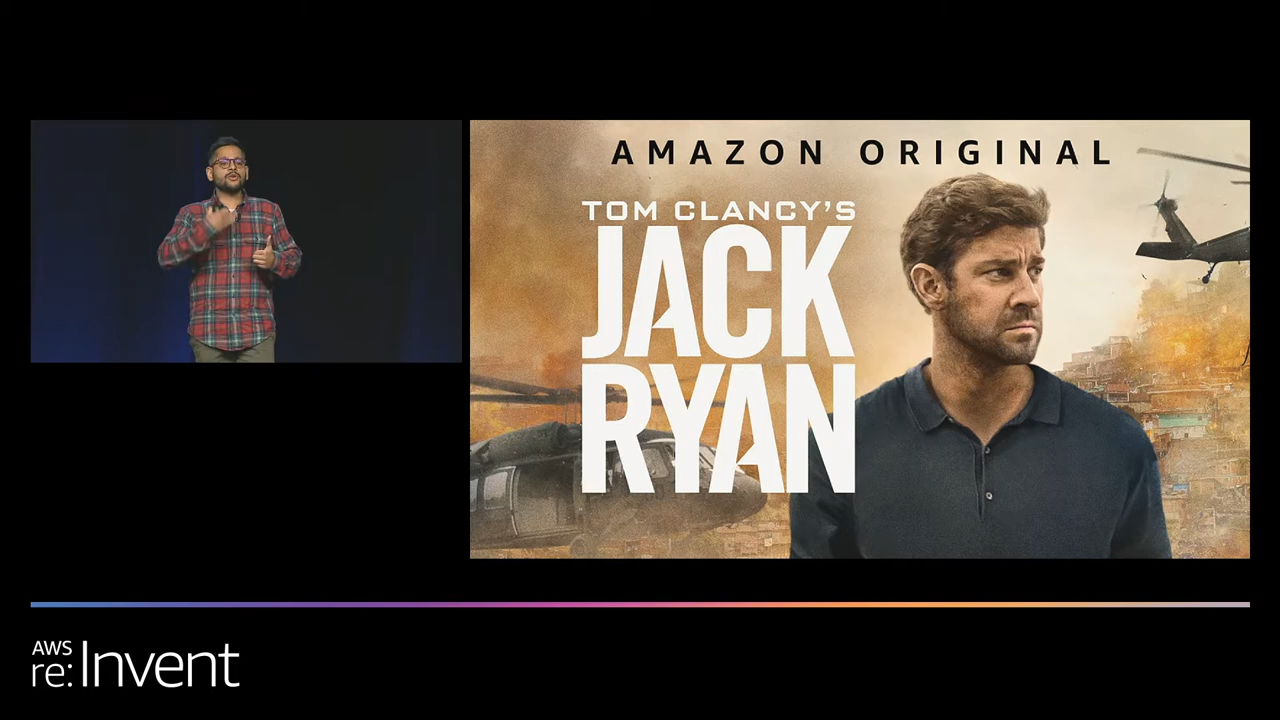 AMAZON ORIGINAL
TOM CLANCY'S
JACK
RYAN
AWS
re:Invent